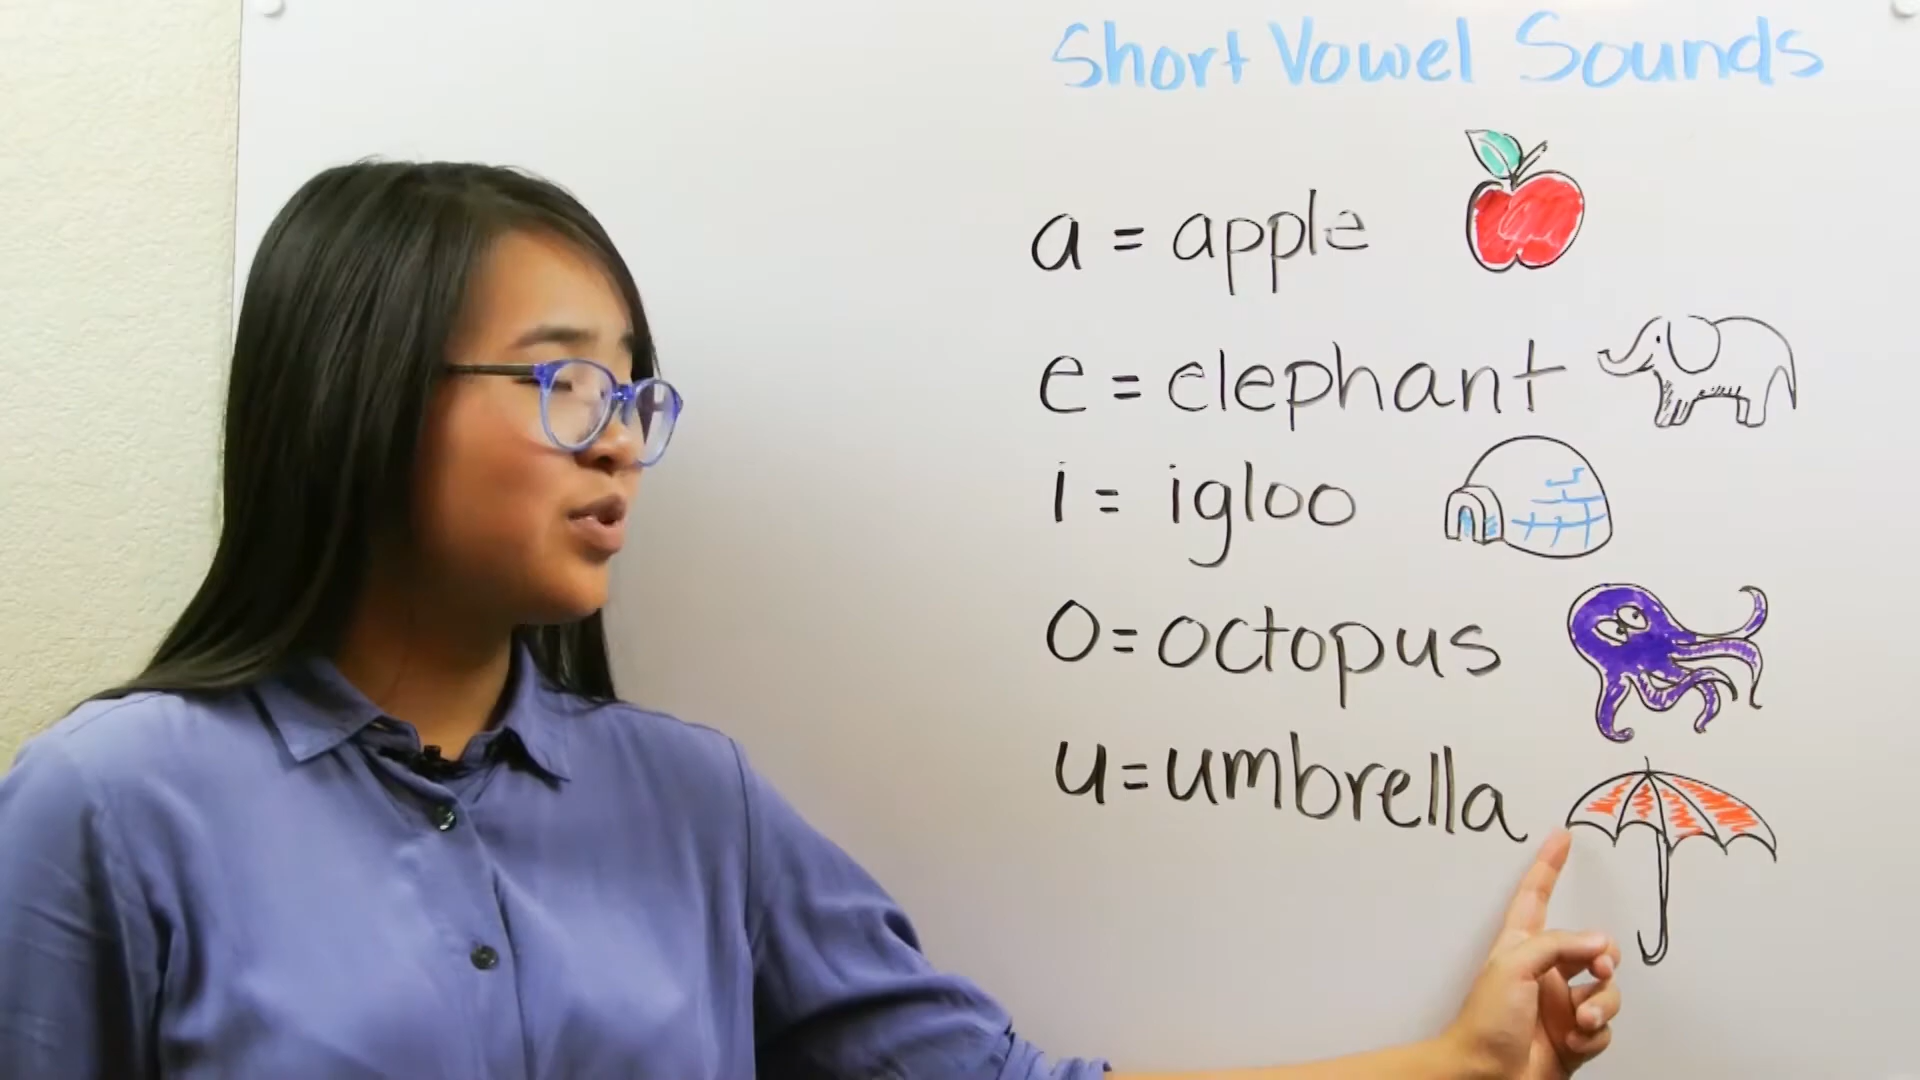 Short Vowel Sounds
a = apple
e = elephant
i = igloo
o = octopus
u = umbrella